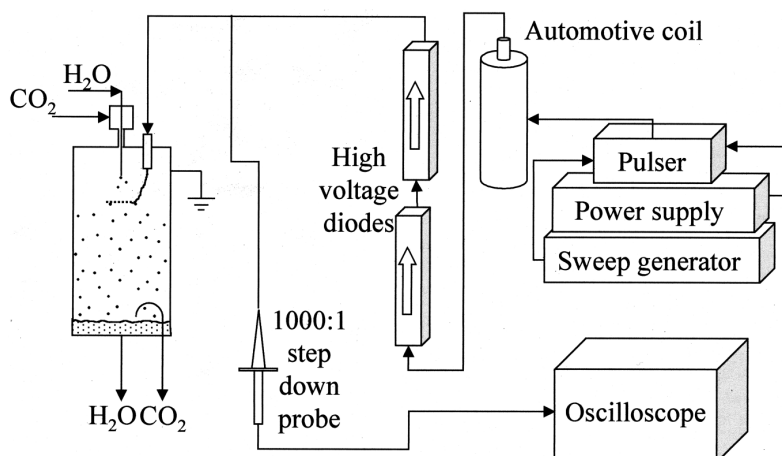 Automotive coil
H₂O
CO₂
Pulser
High
voltage
diodes
Power supply
Sweep generator
1000:1
step
down
probe
H₂O CO₂
Oscilloscope